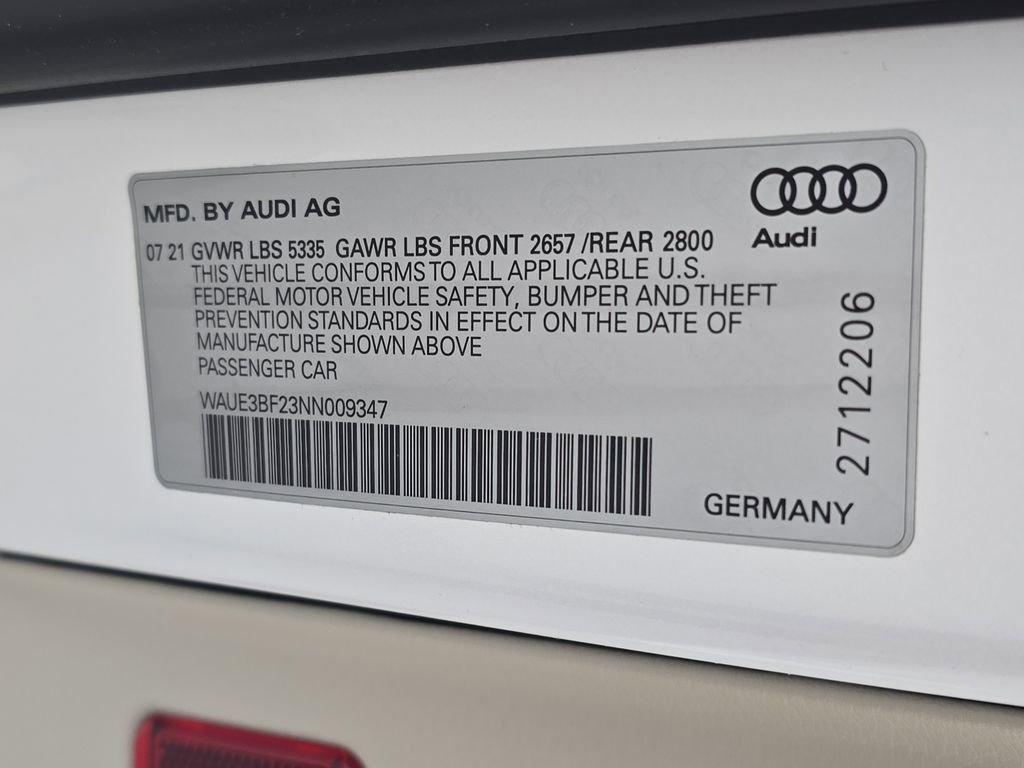 MFD. BY AUDI AG
Audi
07 21 GVWR LBS 5335 GAWR LBS FRONT 2657 /REAR 2800
THIS VEHICLE CONFORMS TO ALL APPLICABLE U.S.
FEDERAL MOTOR VEHICLE SAFETY, BUMPER AND THEFT
PREVENTION STANDARDS IN EFFECT ON THE DATE OF
MANUFACTURE SHOWN ABOVE
PASSENGER CAR
WAUE3BF23NN009347
2712206
GERMANY